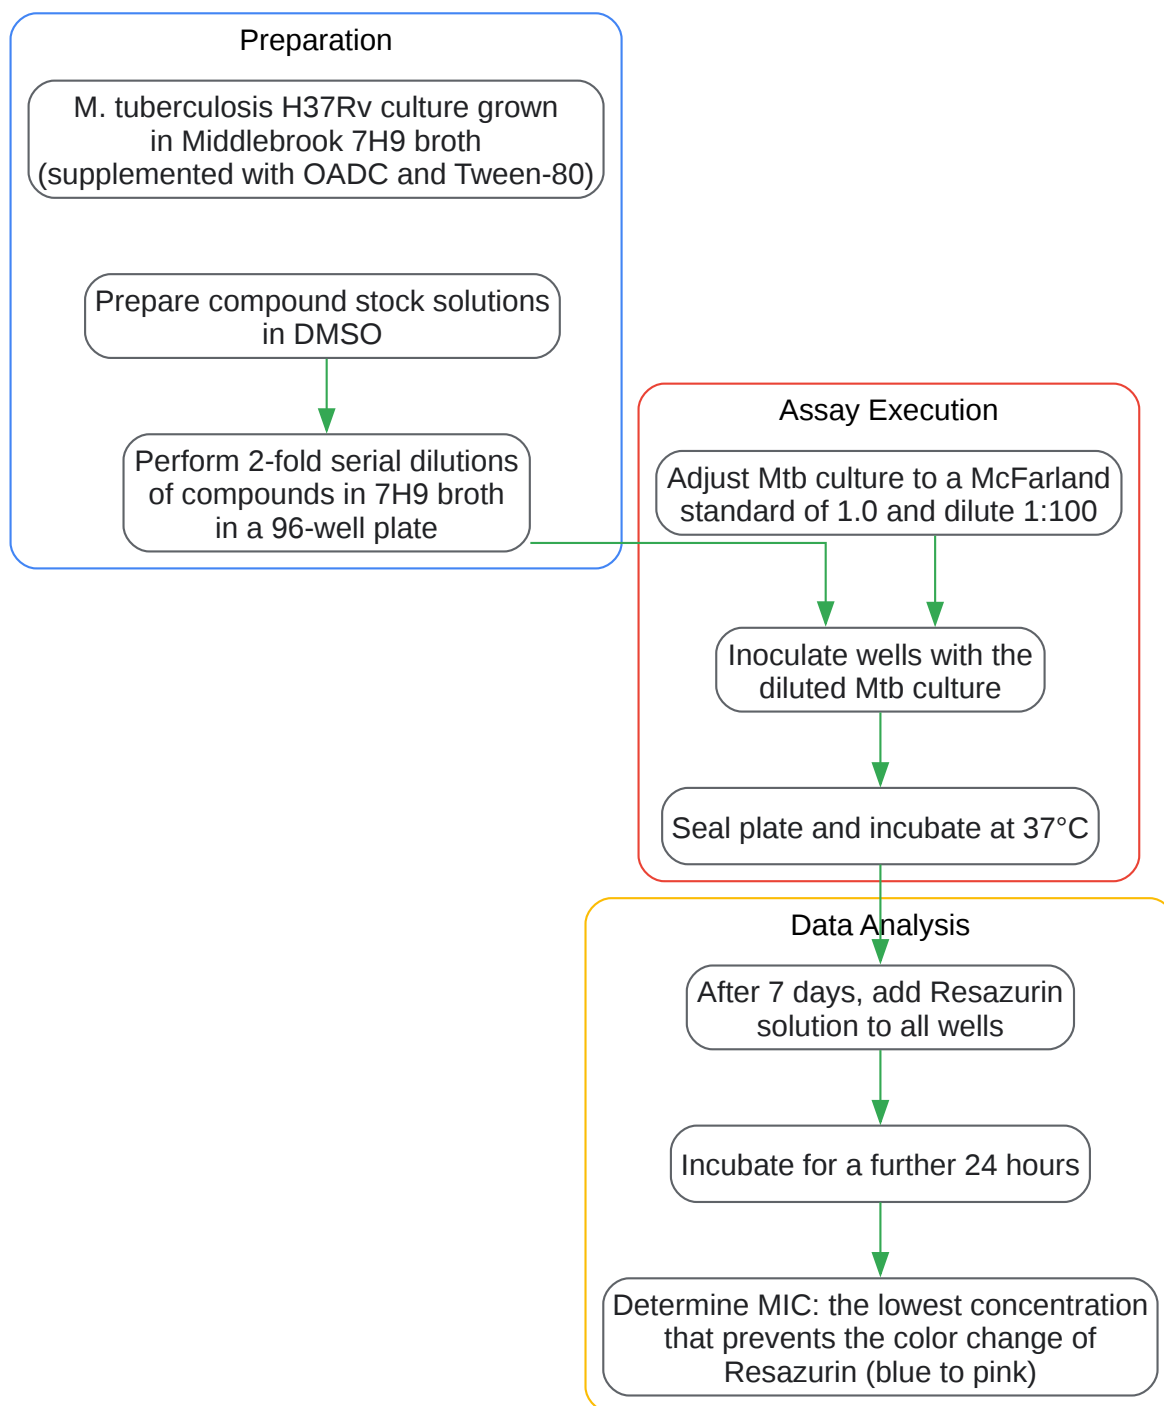 Preparation
M. tuberculosis H37Rv culture grown
in Middlebrook 7H9 broth
(supplemented with OADC and Tween-80)
Prepare compound stock solutions
in DMSO
Perform 2-fold serial dilutions
of compounds in 7H9 broth
in a 96-well plate
Assay Execution
Adjust Mtb culture to a McFarland
standard of 1.0 and dilute 1:100
Inoculate wells with the
diluted Mtb culture
Seal plate and incubate at 37°C
Data Analysis
After 7 days, add Resazurin
solution to all wells
Incubate for a further 24 hours
Determine MIC: the lowest concentration
that prevents the color change of
Resazurin (blue to pink)